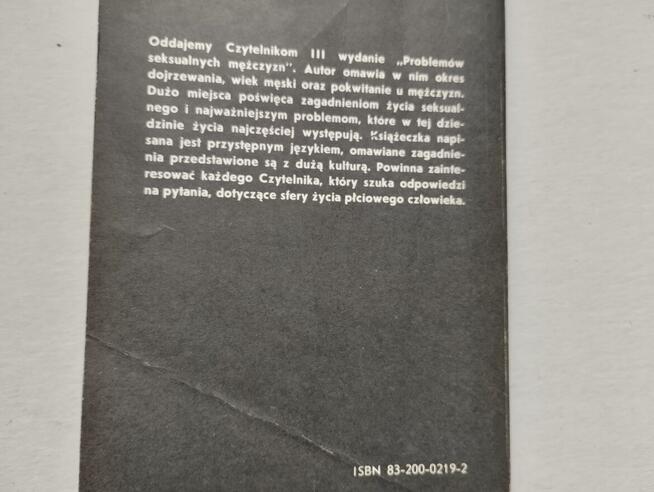 Oddajemy Czytelnikom III wydanie „Problemów
seksualnych mężczyzn". Autor omawia w nim okres
dojrzewania, wiek męski oraz pokwitanie u mężczyzn.
Dużo miejsca poświęca zagadnieniom życia seksual-
nego i najważniejszym problemom, które w tej dzie-
dzinie życia najczęściej występują. Książeczka napi-
sana jest przystępnym językiem, omawiane zagadnie-
nia przedstawione są z dużą kulturą. Powinna zainte-
resować każdego Czytelnika, który szuka odpowiedzi
na pytania, dotyczące sfery życia płciowego człowieka.
ISBN 83-200-0219-2